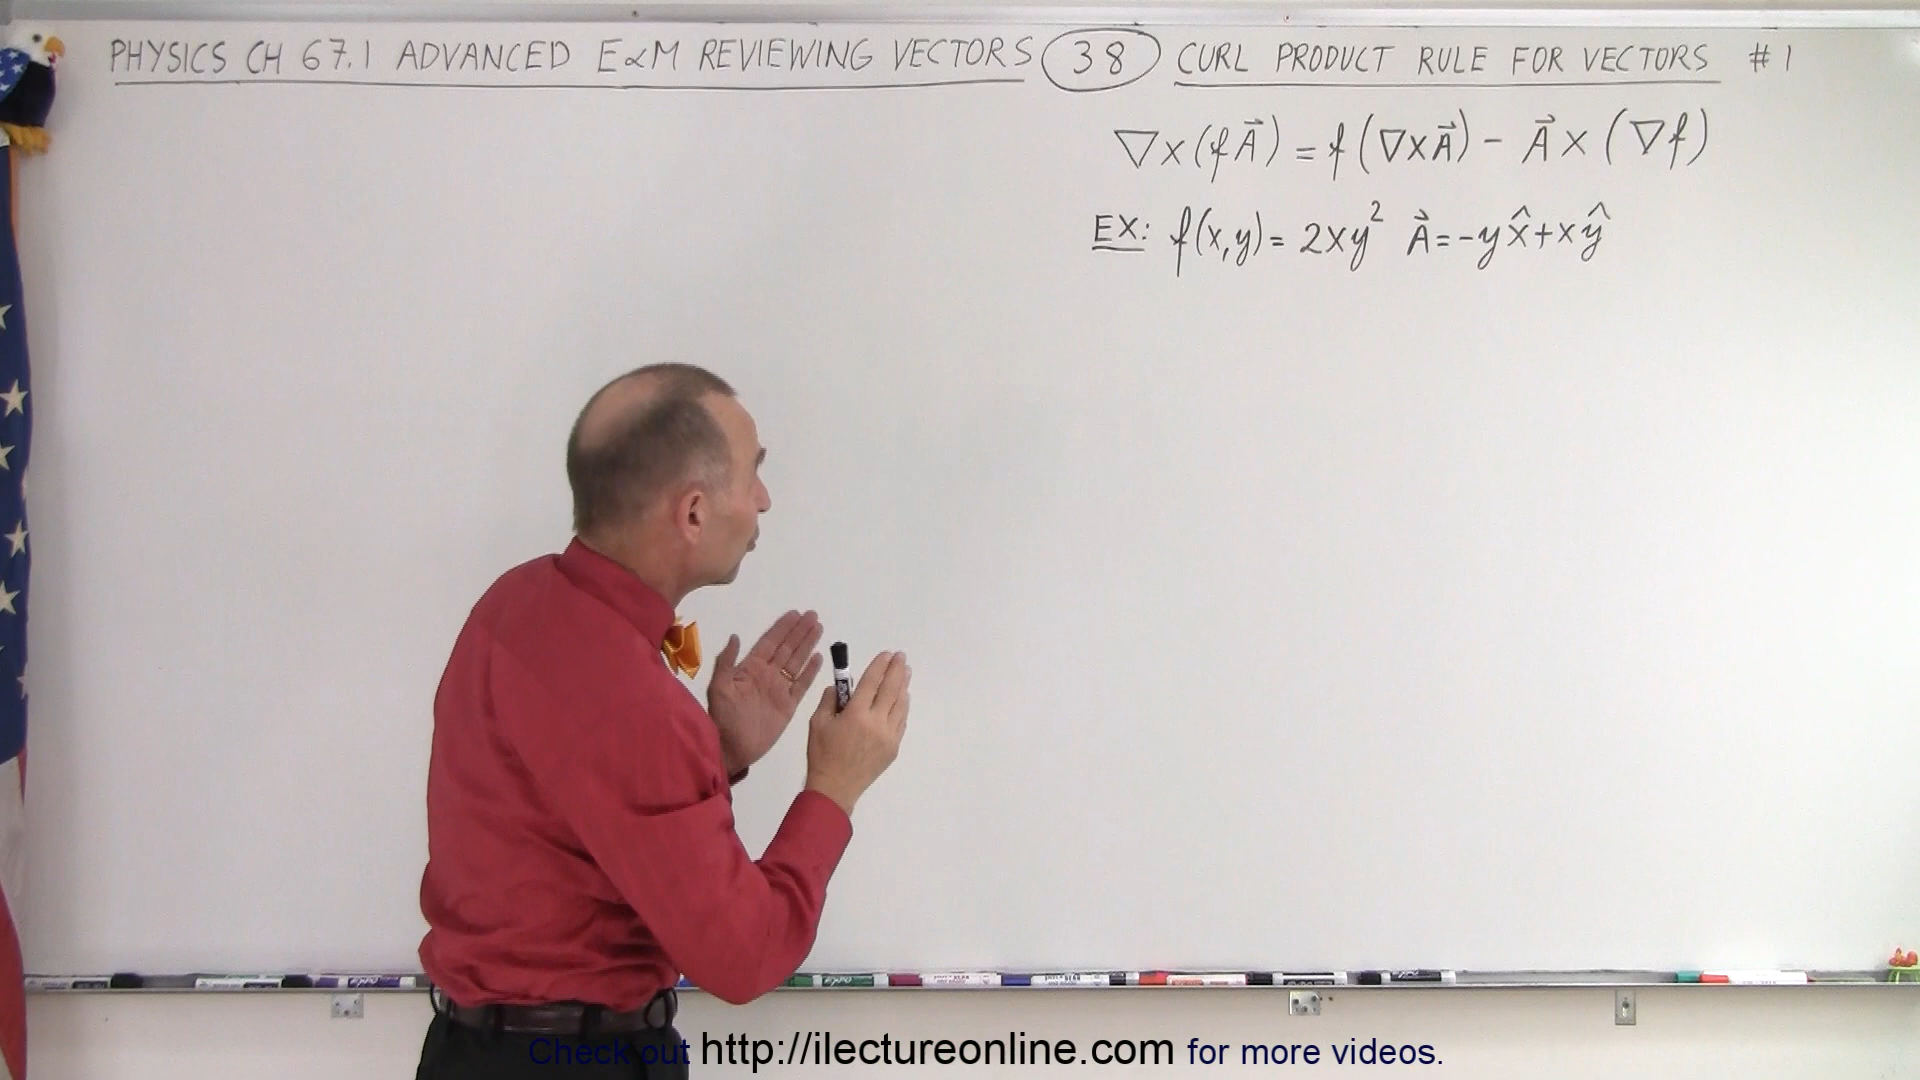 PHYSICS CH 67.1 ADVANCED E&M REVIEWING VECTORS 38 CURL PRODUCT RULE FOR VECTORS #1
∇×(fA⃗) = f(∇×A⃗) - A⃗×(∇f)
EX: f(x,y) = 2xy² A⃗ = -yx̂ + xŷ
Check out http://ilectureonline.com for more videos.